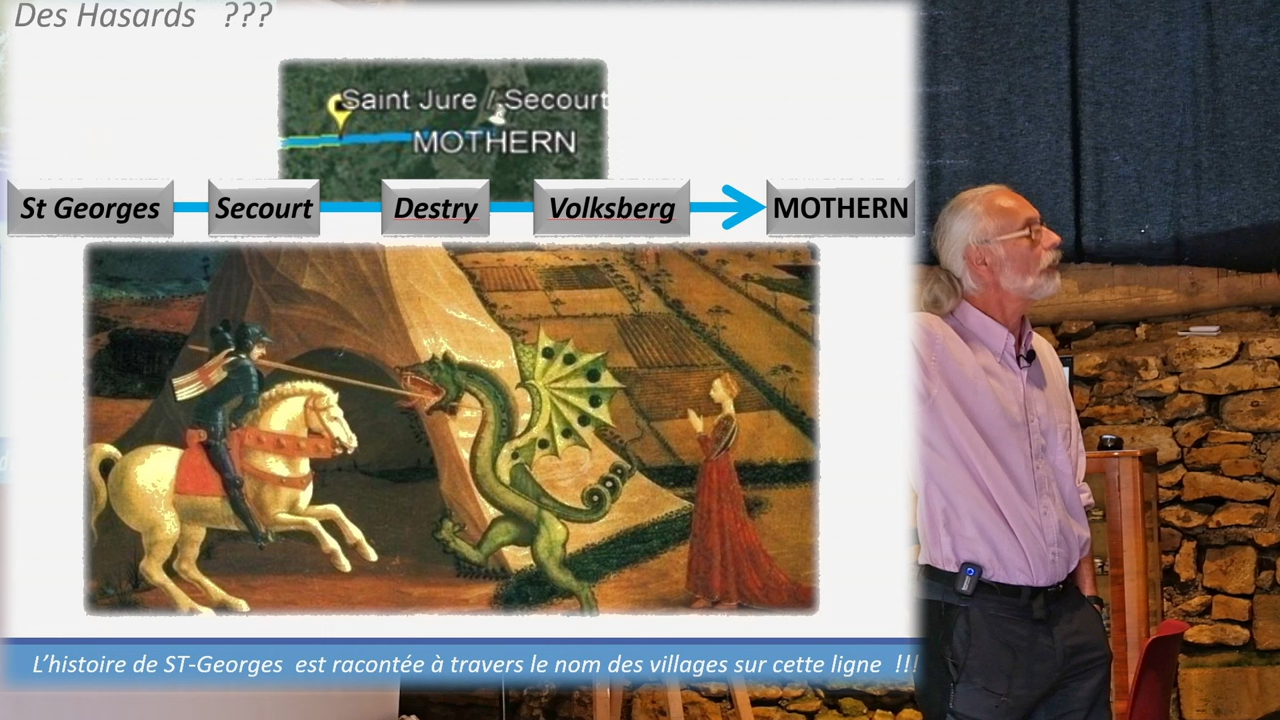 Des Hasards ???
Saint Jure / Secourt
MOTHERN
St Georges
Secourt
Destry
Volksberg
MOTHERN
L’histoire de ST-Georges est racontée à travers le nom des villages sur cette ligne !!!